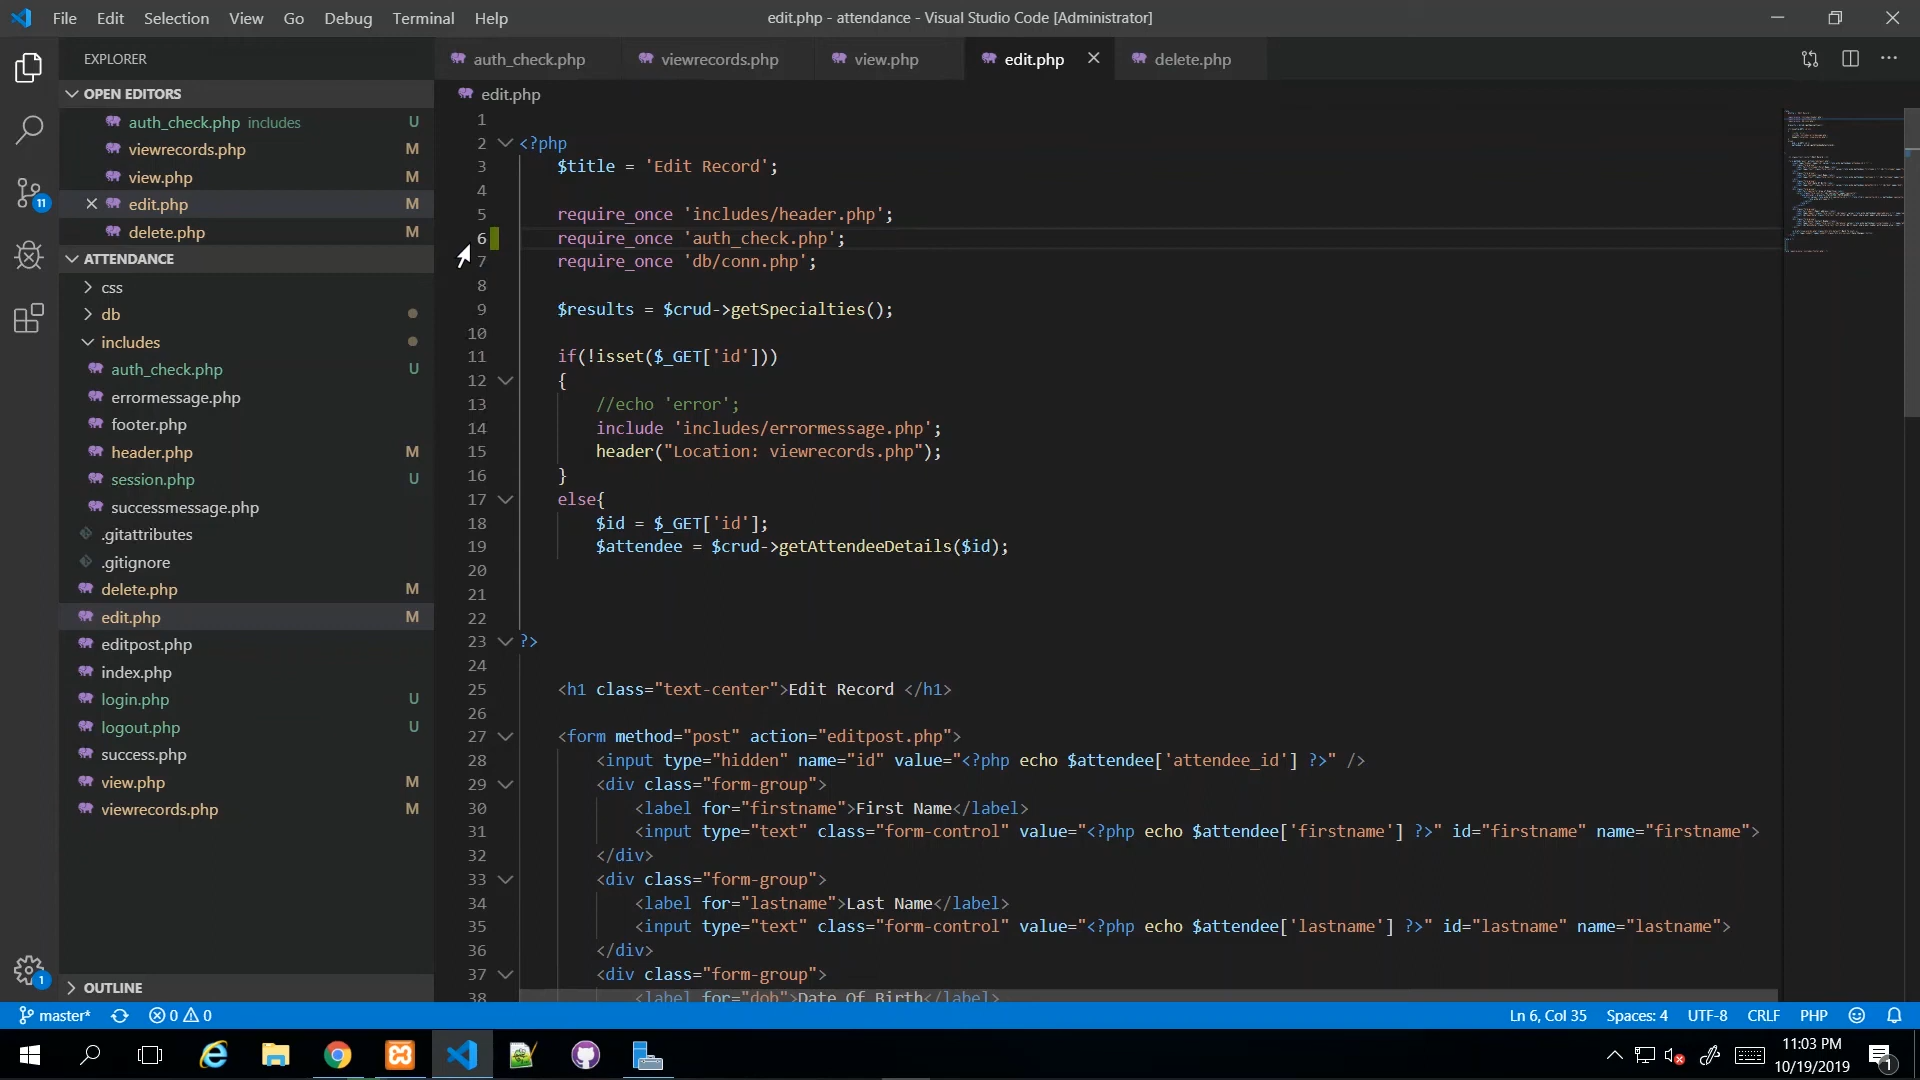 File Edit Selection View Go Debug Terminal Help
edit.php - attendance - Visual Studio Code [Administrator]
EXPLORER
OPEN EDITORS
auth_check.php includes U
viewrecords.php M
view.php M
edit.php M
delete.php M
ATTENDANCE
css
db
includes
auth_check.php U
errormessage.php
footer.php
header.php M
session.php U
successmessage.php
.gitattributes
.gitignore
delete.php M
edit.php M
editpost.php
index.php
login.php U
logout.php U
success.php
view.php M
viewrecords.php M
OUTLINE
11
1
auth_check.php viewrecords.php view.php edit.php delete.php
edit.php
1
2 <?php
3 $title = 'Edit Record';
4
5 require_once 'includes/header.php';
6 require_once 'auth_check.php';
7 require_once 'db/conn.php';
8
9 $results = $crud->getSpecialties();
10
11 if(!isset($_GET['id']))
12 {
13 //echo 'error';
14 include 'includes/errormessage.php';
15 header("Location: viewrecords.php");
16 }
17 else{
18 $id = $_GET['id'];
19 $attendee = $crud->getAttendeeDetails($id);
20
21
22
23 ?>
24
25 <h1 class="text-center">Edit Record </h1>
26
27 <form method="post" action="editpost.php">
28 <input type="hidden" name="id" value="<?php echo $attendee['attendee_id'] ?>" />
29 <div class="form-group">
30 <label for="firstname">First Name</label>
31 <input type="text" class="form-control" value="<?php echo $attendee['firstname'] ?>" id="firstname" name="firstname">
32 </div>
33 <div class="form-group">
34 <label for="lastname">Last Name</label>
35 <input type="text" class="form-control" value="<?php echo $attendee['lastname'] ?>" id="lastname" name="lastname">
36 </div>
37 <div class="form-group">
38 <label for="dob">Date Of Birth</label>
master* 0 0 Ln 6, Col 35 Spaces: 4 UTF-8 CRLF PHP
11:03 PM
10/19/2019
1